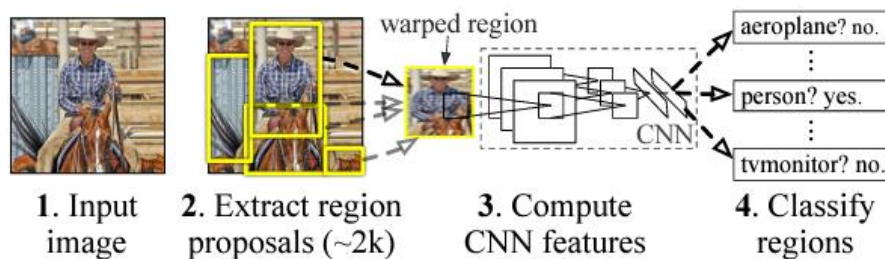 warped region
aeroplane? no.
person? yes.
CNN
tvmonitor? no.
1. Input image
2. Extract region proposals (~2k)
3. Compute CNN features
4. Classify regions